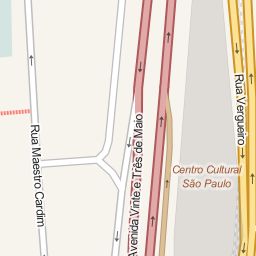 Rua Vergueiro
Rua Maestro Cardim
Avenida Vinte e Três de Maio
Centro Cultural
São Paulo